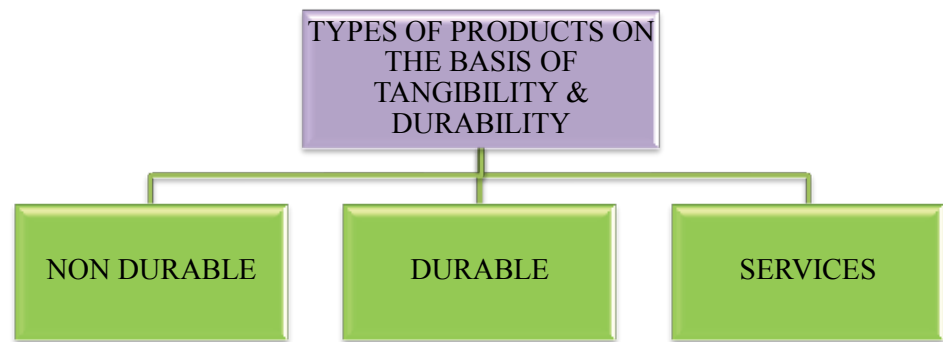 TYPES OF PRODUCTS ON
THE BASIS OF
TANGIBILITY &
DURABILITY
NON DURABLE
DURABLE
SERVICES